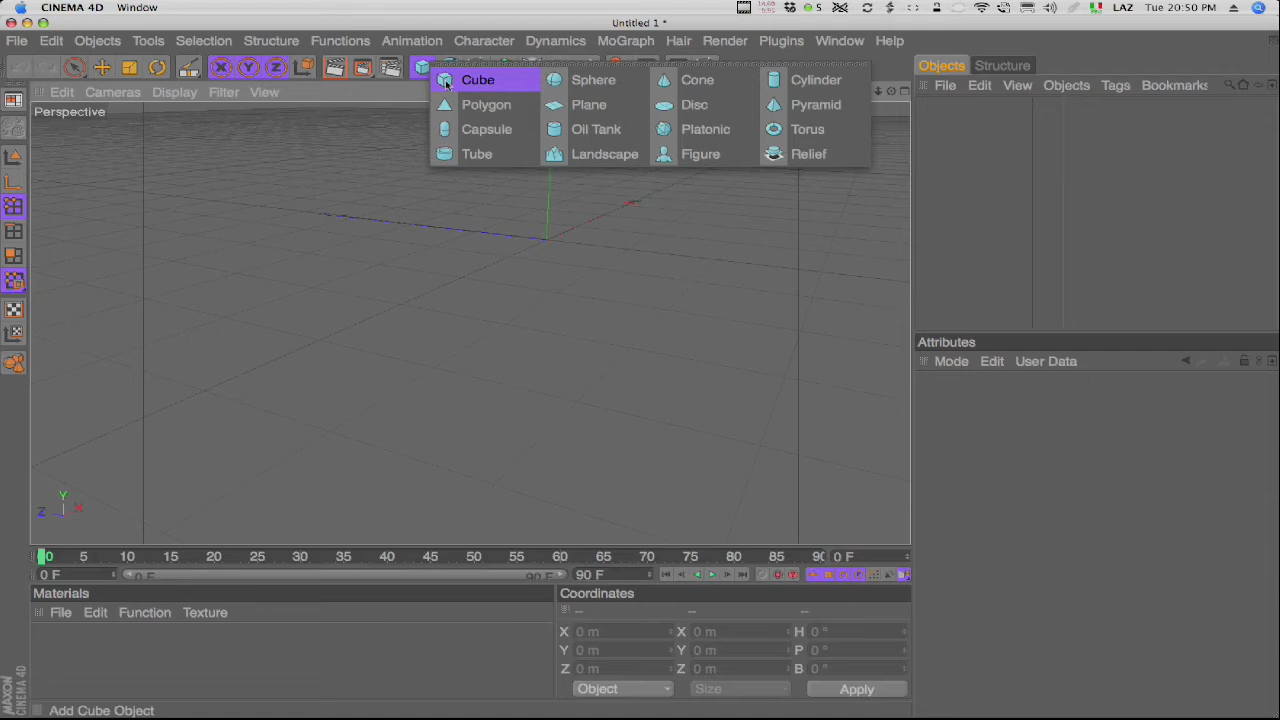 CINEMA 4D Window 5 LAZ Tue 20:50 PM
Untitled 1 *
File Edit Objects Tools Selection Structure Functions Animation Character Dynamics MoGraph Hair Render Plugins Window Help
X Y Z
Objects Structure
Cube Sphere Cone Cylinder
File Edit View Objects Tags Bookmarks
Edit Cameras Display Filter View
Polygon Plane Disc Pyramid
Perspective
Capsule Oil Tank Platonic Torus
Tube Landscape Figure Relief
Attributes
Mode Edit User Data
Y
Z X
0 5 10 15 20 25 30 35 40 45 50 55 60 65 70 75 80 85 90 0 F
0 F 0 F 90 F 90 F
Materials
File Edit Function Texture
Coordinates
-- -- --
X 0 m X 0 m H 0 °
Y 0 m Y 0 m P 0 °
Z 0 m Z 0 m B 0 °
Object Size Apply
MAXON
CINEMA 4D
Add Cube Object